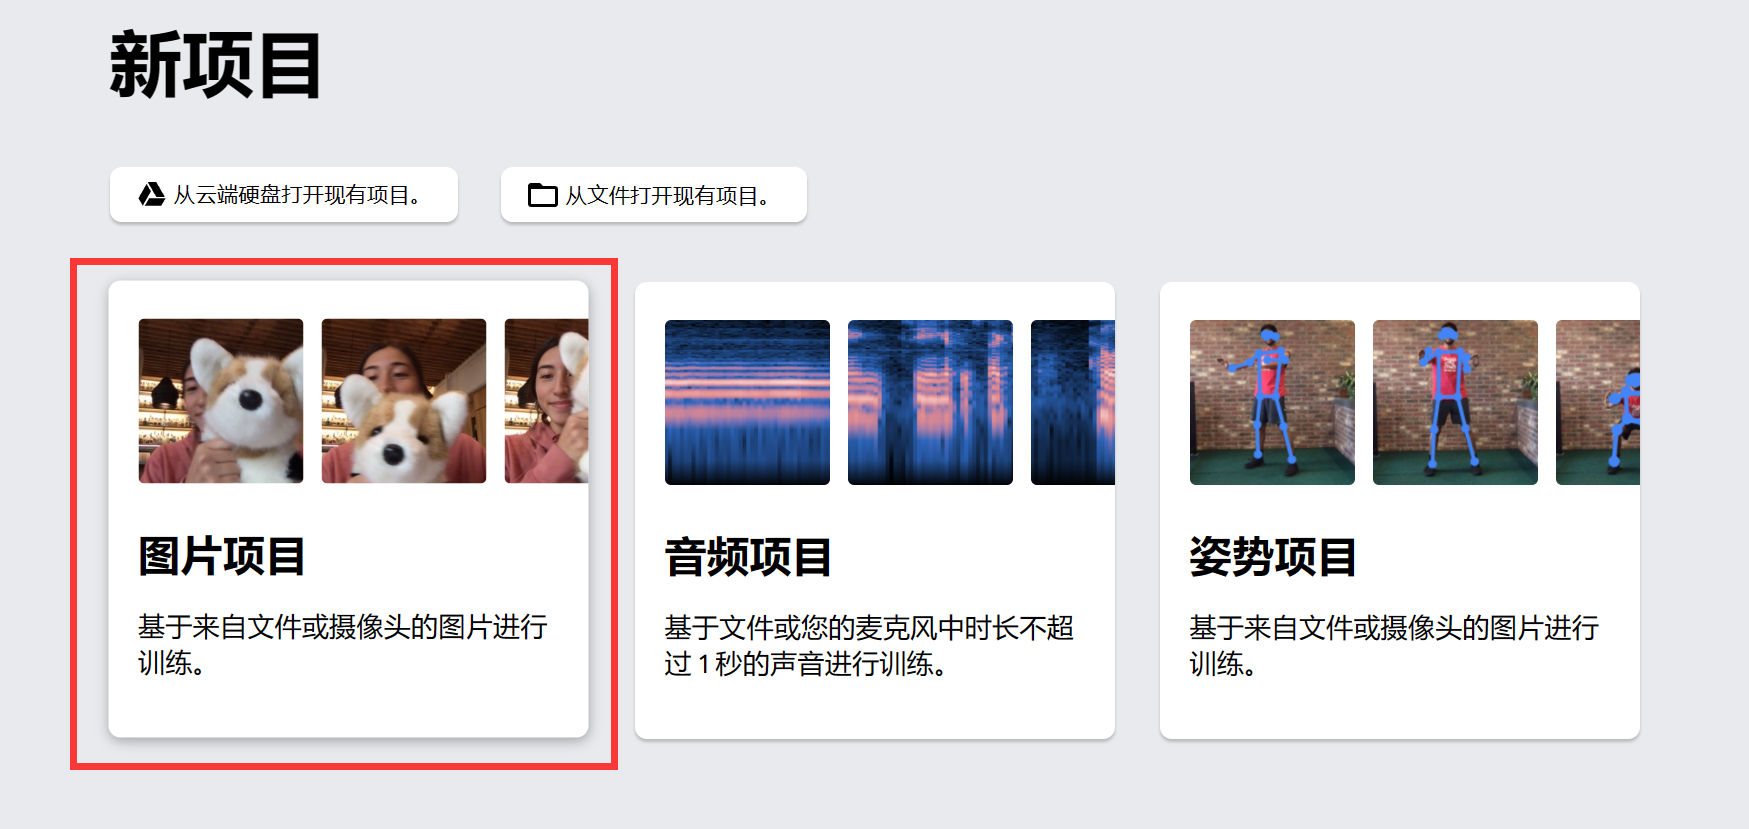 新项目
从云端硬盘打开现有项目。
从文件打开现有项目。
图片项目
基于来自文件或摄像头的图片进行
训练。
音频项目
基于文件或您的麦克风中时长不超
过 1 秒的声音进行训练。
姿势项目
基于来自文件或摄像头的图片进行
训练。